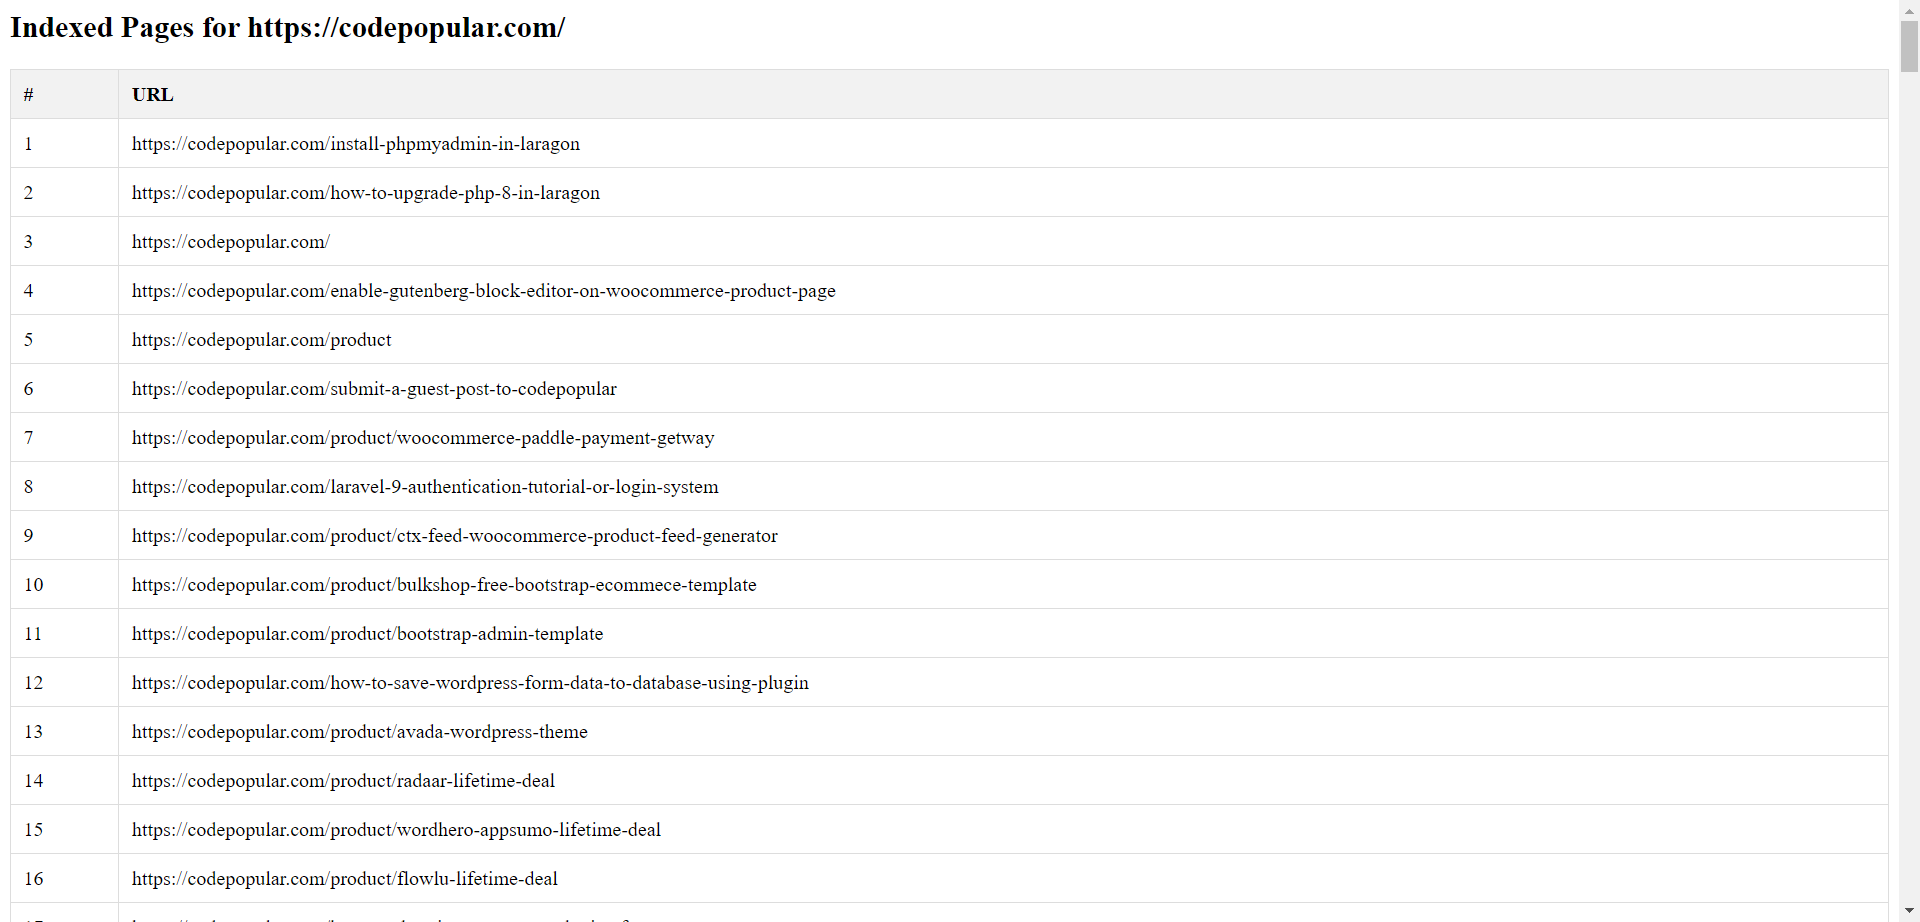 Indexed Pages for https://codepopular.com/
# URL
1 https://codepopular.com/install-phpmyadmin-in-laragon
2 https://codepopular.com/how-to-upgrade-php-8-in-laragon
3 https://codepopular.com/
4 https://codepopular.com/enable-gutenberg-block-editor-on-woocommerce-product-page
5 https://codepopular.com/product
6 https://codepopular.com/submit-a-guest-post-to-codepopular
7 https://codepopular.com/product/woocommerce-paddle-payment-getway
8 https://codepopular.com/laravel-9-authentication-tutorial-or-login-system
9 https://codepopular.com/product/ctx-feed-woocommerce-product-feed-generator
10 https://codepopular.com/product/bulkshop-free-bootstrap-ecommece-template
11 https://codepopular.com/product/bootstrap-admin-template
12 https://codepopular.com/how-to-save-wordpress-form-data-to-database-using-plugin
13 https://codepopular.com/product/avada-wordpress-theme
14 https://codepopular.com/product/radaar-lifetime-deal
15 https://codepopular.com/product/wordhero-appsumo-lifetime-deal
16 https://codepopular.com/product/flowlu-lifetime-deal